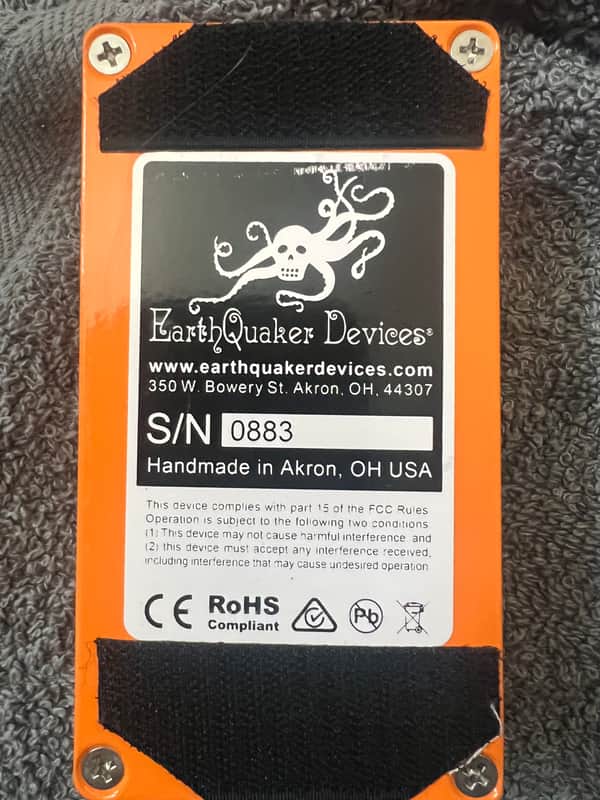 EarthQuaker Devices®
www.earthquakerdevices.com
350 W. Bowery St. Akron, OH, 44307
S/N 0883
Handmade in Akron, OH USA
This device complies with part 15 of the FCC Rules
Operation is subject to the following two conditions
(1) This device may not cause harmful interference and
(2) this device must accept any interference received,
including interference that may cause undesired operation
CE RoHS Compliant Pb